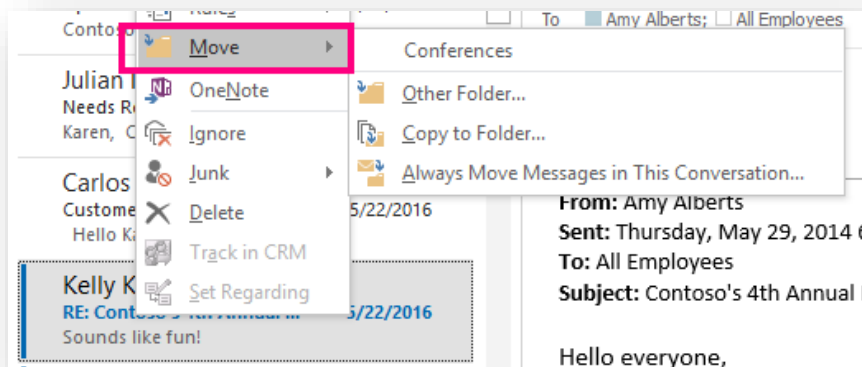 Rules
To Amy Alberts; All Employees
Contoso
Move
Conferences
Julian
OneNote
Other Folder...
Needs
Karen,
Ignore
Copy to Folder...
Junk
Always Move Messages in This Conversation...
Carlos
Delete
5/22/2016
From: Amy Alberts
Hello
Track in CRM
Sent: Thursday, May 29, 2014
To: All Employees
Kelly K
Set Regarding
Subject: Contoso's 4th Annual
RE: 5/22/2016
Sounds like fun!
Hello everyone,